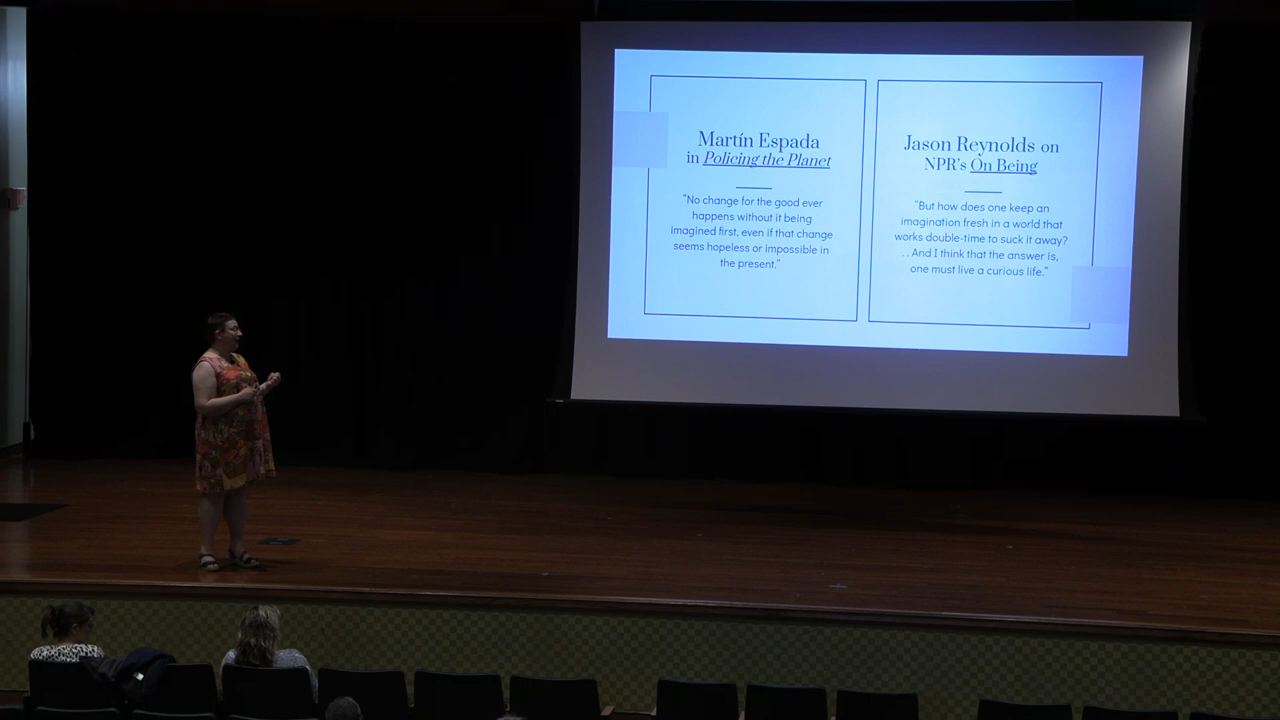 Martín Espada
in Policing the Planet
"No change for the good ever
happens without it being
imagined first, even if that change
seems hopeless or impossible in
the present."
Jason Reynolds on
NPR's On Being
"But how does one keep an
imagination fresh in a world that
works double-time to suck it away?
. . And I think that the answer is,
one must live a curious life."